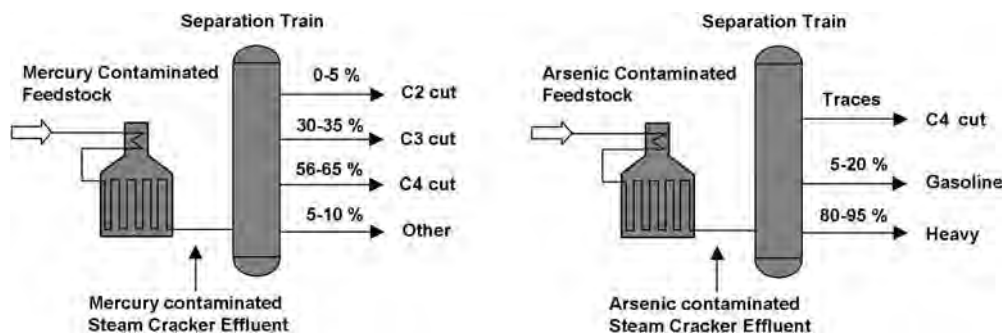 Separation Train
Mercury Contaminated
Feedstock
0-5 %
C2 cut
30-35 %
C3 cut
56-65 %
C4 cut
5-10 %
Other
Mercury contaminated
Steam Cracker Effluent
Separation Train
Arsenic Contaminated
Feedstock
Traces
C4 cut
5-20 %
Gasoline
80-95 %
Heavy
Arsenic contaminated
Steam Cracker Effluent